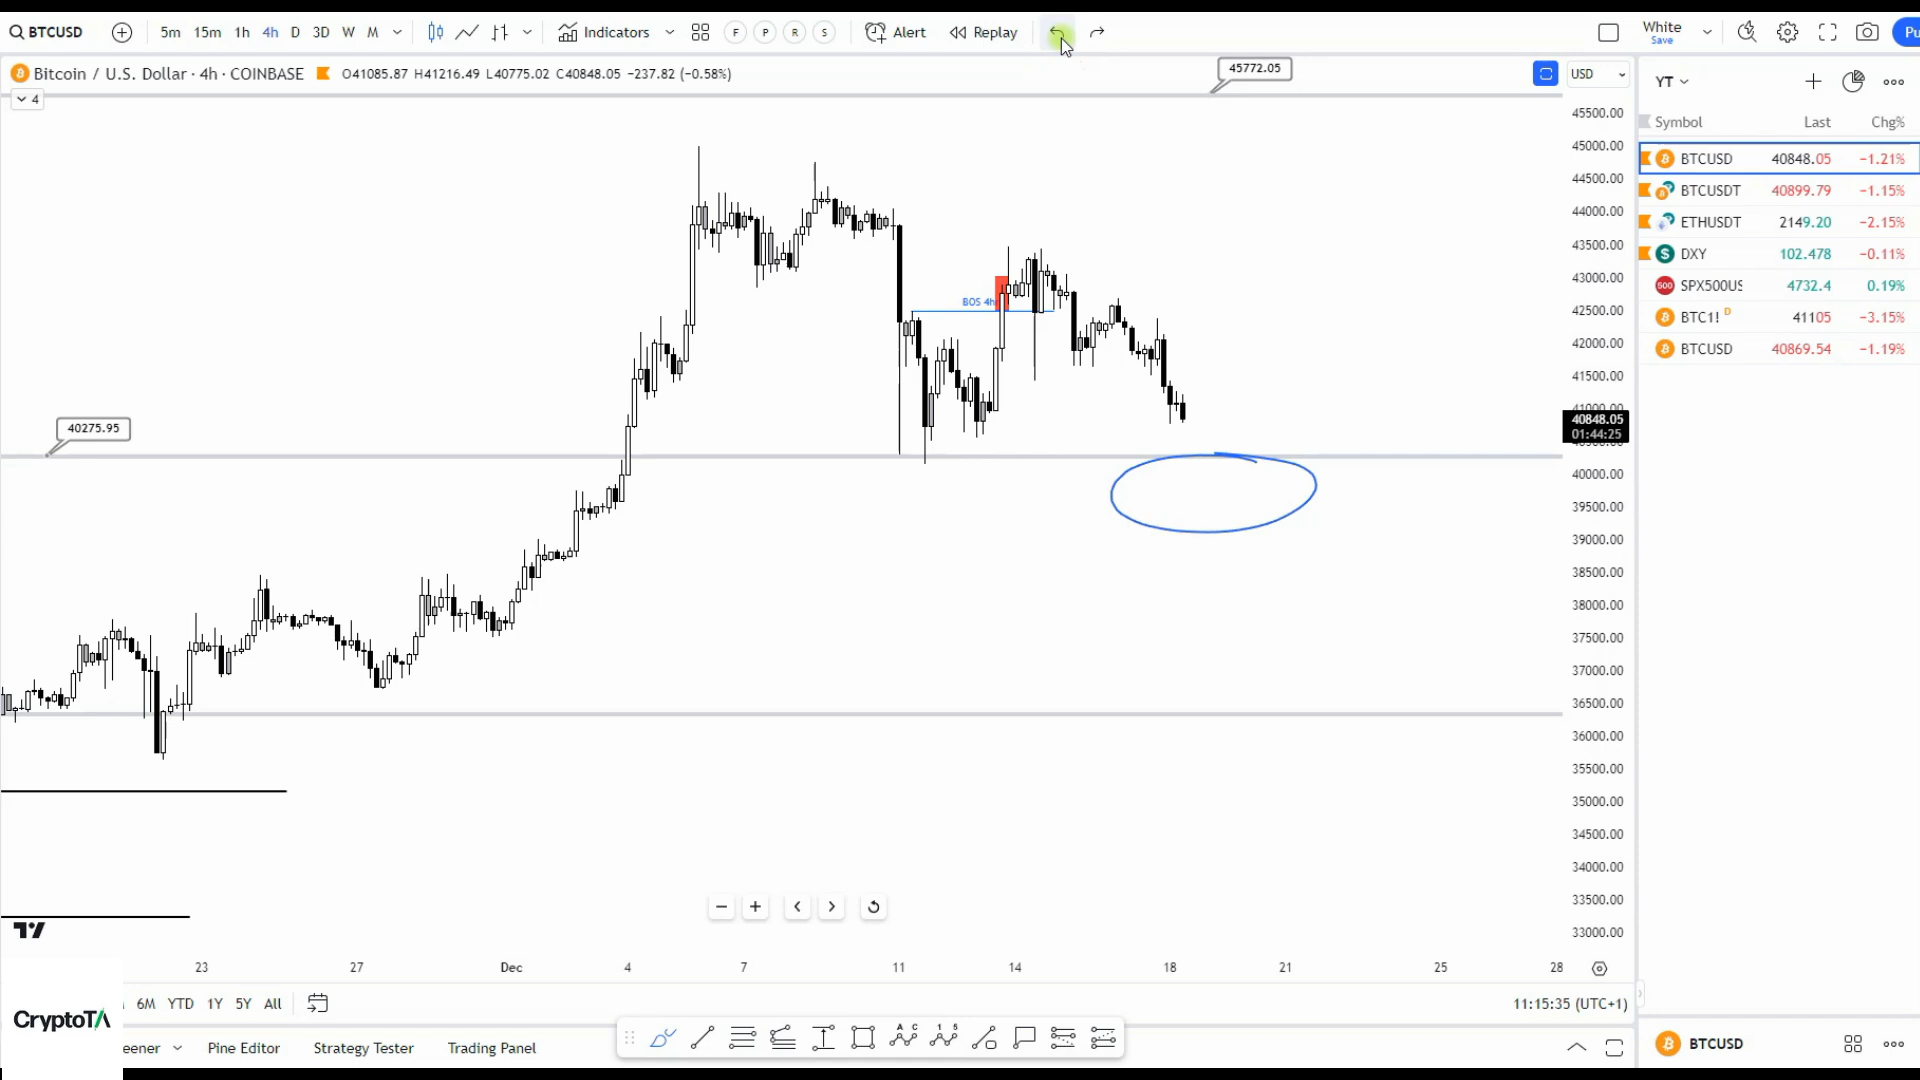 BTCUSD 5m 15m 1h 4h D 3D W M Indicators F P R S Alert Replay White Save Pu
Bitcoin / U.S. Dollar · 4h · COINBASE O41085.87 H41216.49 L40775.02 C40848.05 −237.82 (−0.58%)
4
45772.05
USD
YT
Symbol Last Chg%
BTCUSD 40848.05 −1.21%
BTCUSDT 40899.79 −1.15%
ETHUSDT 2149.20 −2.15%
DXY 102.478 −0.11%
500 SPX500US 4732.4 0.19%
BTC1! D 41105 −3.15%
BTCUSD 40869.54 −1.19%
45500.00
45000.00
44500.00
44000.00
43500.00
43000.00
42500.00
42000.00
41500.00
41000.00
40848.05
01:44:25
40000.00
39500.00
39000.00
38500.00
38000.00
37500.00
37000.00
36500.00
36000.00
35500.00
35000.00
34500.00
34000.00
33500.00
33000.00
BOS 4h
40275.95
23 27 Dec 4 7 11 14 18 21 25 28
6M YTD 1Y 5Y All 11:15:35 (UTC+1)
CryptoTA
eener Pine Editor Strategy Tester Trading Panel
A C
1 5
BTCUSD